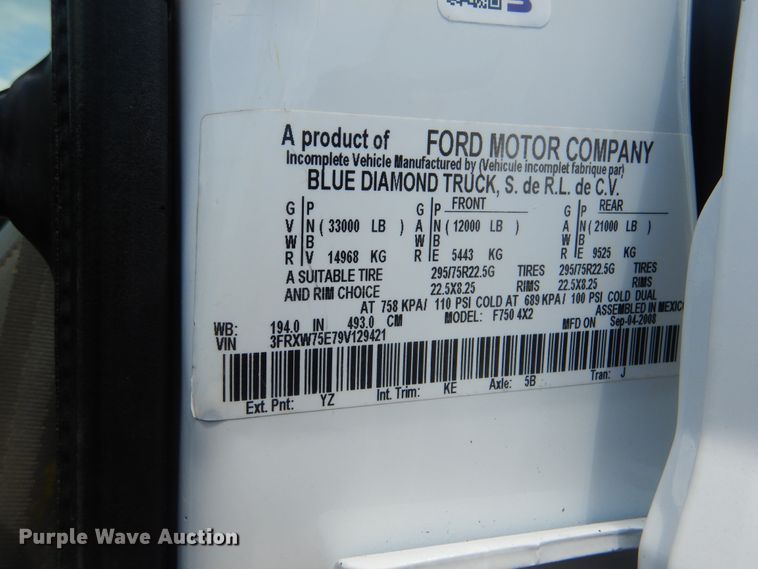 A product of FORD MOTOR COMPANY
Incomplete Vehicle Manufactured by (Vehicule incomplet fabrique par)
BLUE DIAMOND TRUCK, S. de R.L. de C.V.
G P G FRONT G REAR
V N (33000 LB ) A N (12000 LB ) A N (21000 LB )
W B W B W B
R V 14968 KG R E 5443 KG R E 9525 KG
A SUITABLE TIRE 295/75R22.5G TIRES 295/75R22.5G TIRES
AND RIM CHOICE 22.5X8.25 RIMS 22.5X8.25 RIMS
AT 758 KPA/ 110 PSI COLD AT 689 KPA/ 100 PSI COLD DUAL
WB: 194.0 IN 493.0 CM MODEL: F750 4X2 ASSEMBLED IN MEXICO
VIN 3FRXW75E79V129421 MFD ON Sep-04-2008
Ext. Pnt: YZ Int. Trim: KE Axle: 5B Tran: J
Purple Wave Auction